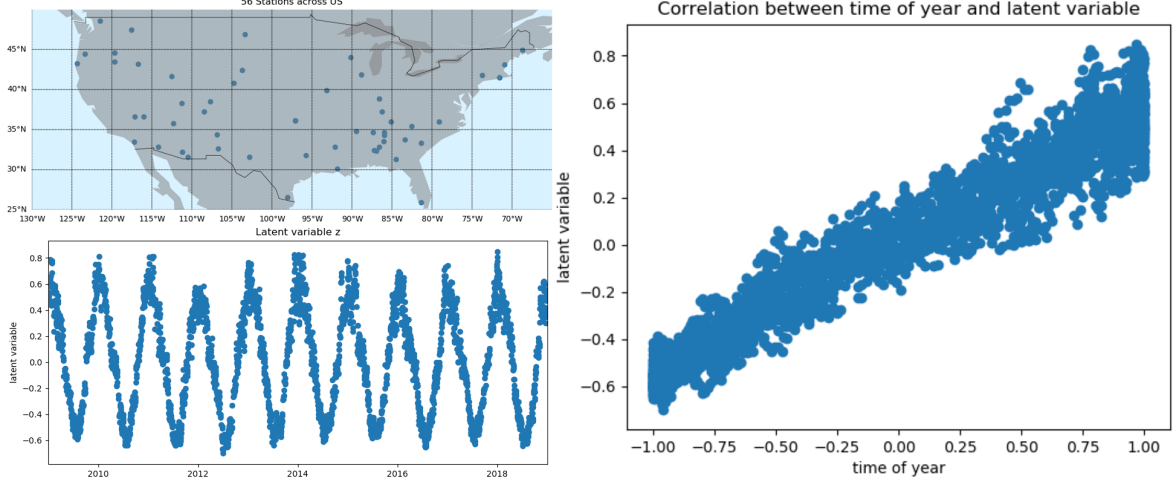 56 Stations across US
45°N
40°N
35°N
30°N
25°N
130°W 125°W 120°W 115°W 110°W 105°W 100°W 95°W 90°W 85°W 80°W 75°W 70°W
Latent variable z
latent variable
0.8
0.6
0.4
0.2
0.0
−0.2
−0.4
−0.6
2010 2012 2014 2016 2018
Correlation between time of year and latent variable
latent variable
0.8
0.6
0.4
0.2
0.0
−0.2
−0.4
−0.6
−1.00 −0.75 −0.50 −0.25 0.00 0.25 0.50 0.75 1.00
time of year